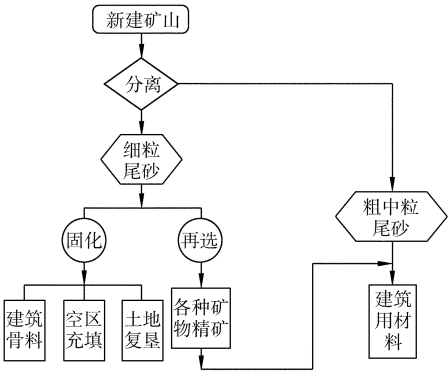 新建矿山
分离
细粒
尾砂
粗中粒
尾砂
固化
再选
建筑
骨料
空区
充填
土地
复垦
各种矿
物精矿
建筑
用材
料